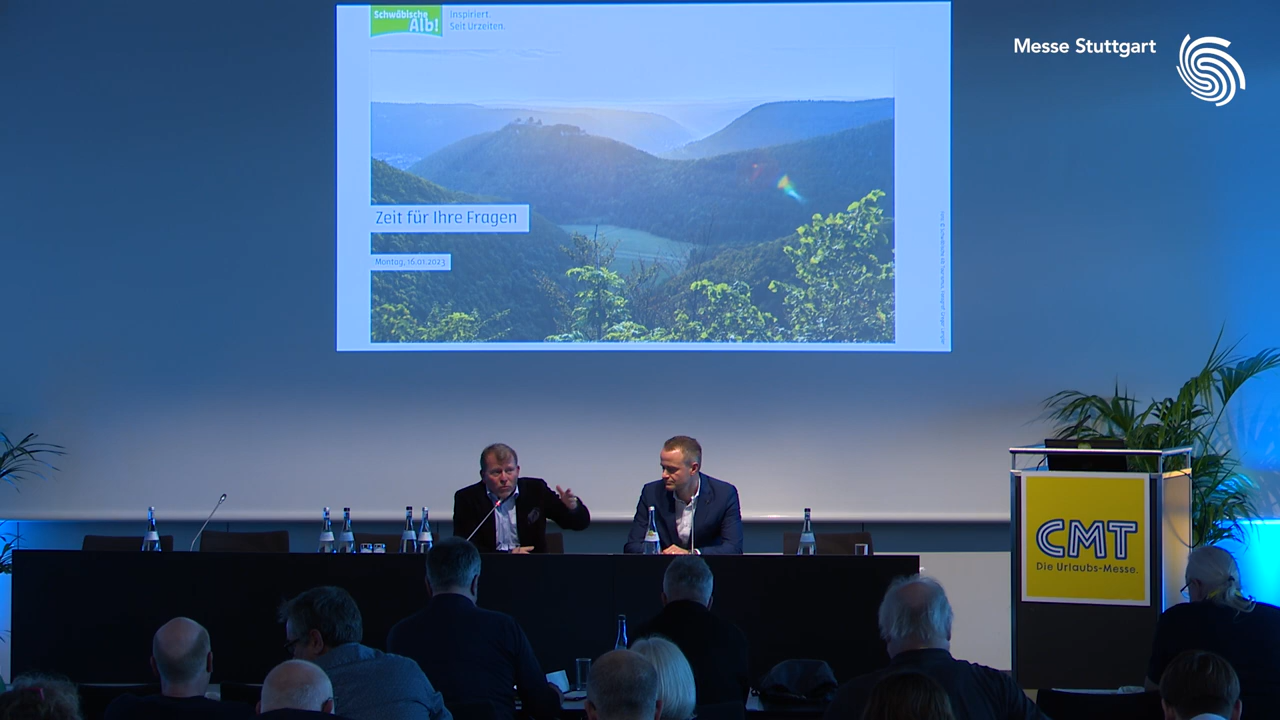 Schwäbische
Alb!
Inspiriert.
Seit Urzeiten.
Messe Stuttgart
Zeit für Ihre Fragen
Montag, 16.01.2023
CMT
Die Urlaubs-Messe.